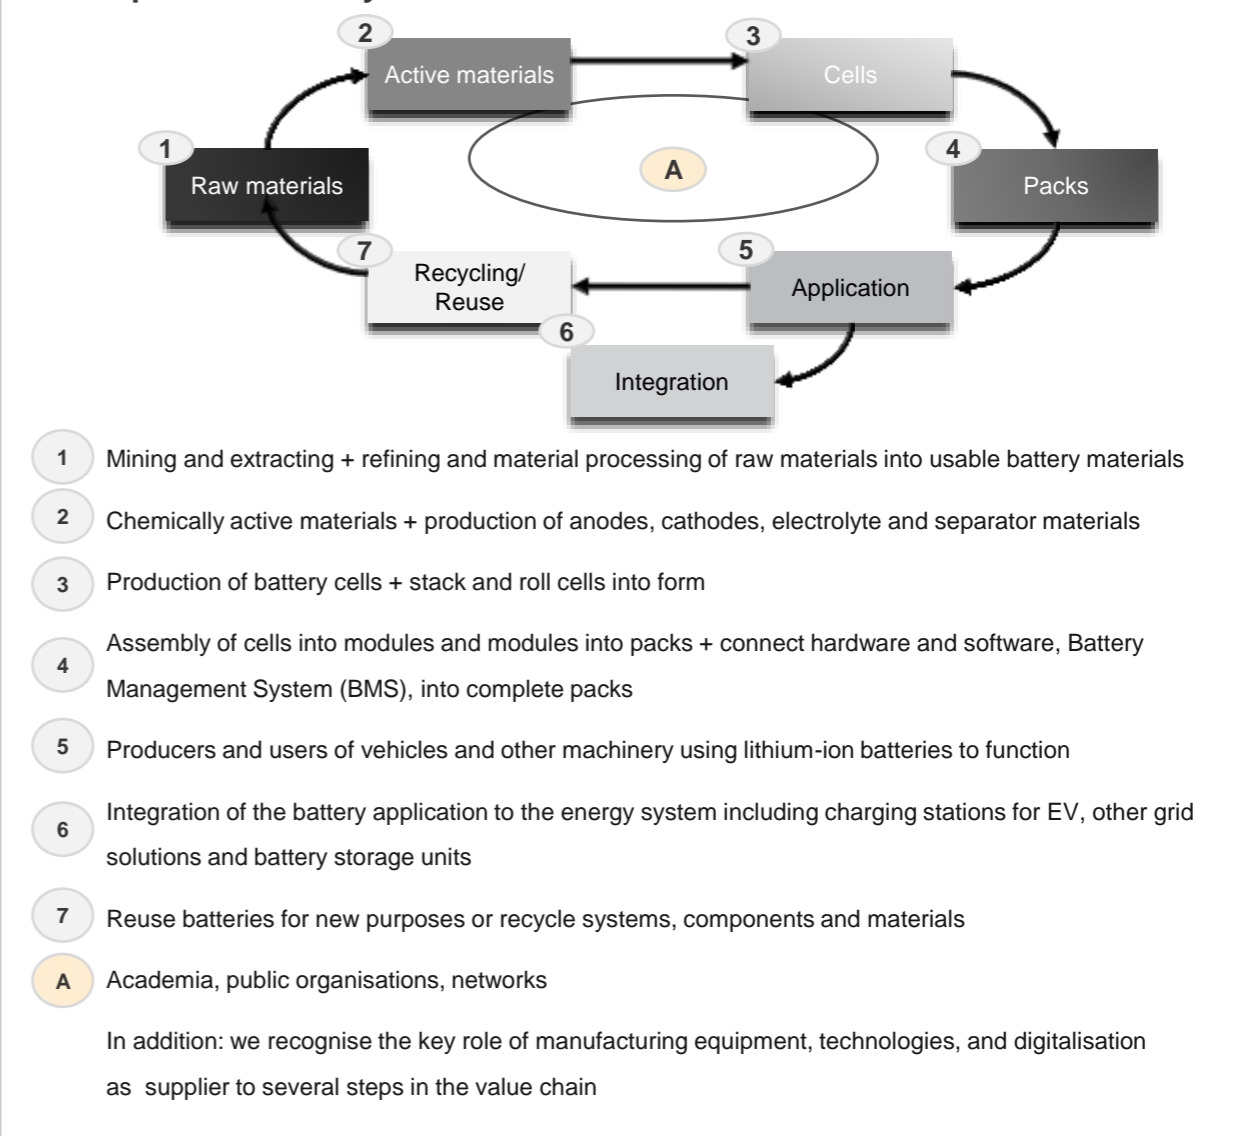 2
3
Active materials
Cells
1
4
A
Raw materials
Packs
7
5
Recycling/
Reuse
Application
6
Integration
1 Mining and extracting + refining and material processing of raw materials into usable battery materials
2 Chemically active materials + production of anodes, cathodes, electrolyte and separator materials
3 Production of battery cells + stack and roll cells into form
4 Assembly of cells into modules and modules into packs + connect hardware and software, Battery
Management System (BMS), into complete packs
5 Producers and users of vehicles and other machinery using lithium-ion batteries to function
6 Integration of the battery application to the energy system including charging stations for EV, other grid
solutions and battery storage units
7 Reuse batteries for new purposes or recycle systems, components and materials
A Academia, public organisations, networks
In addition: we recognise the key role of manufacturing equipment, technologies, and digitalisation
as supplier to several steps in the value chain